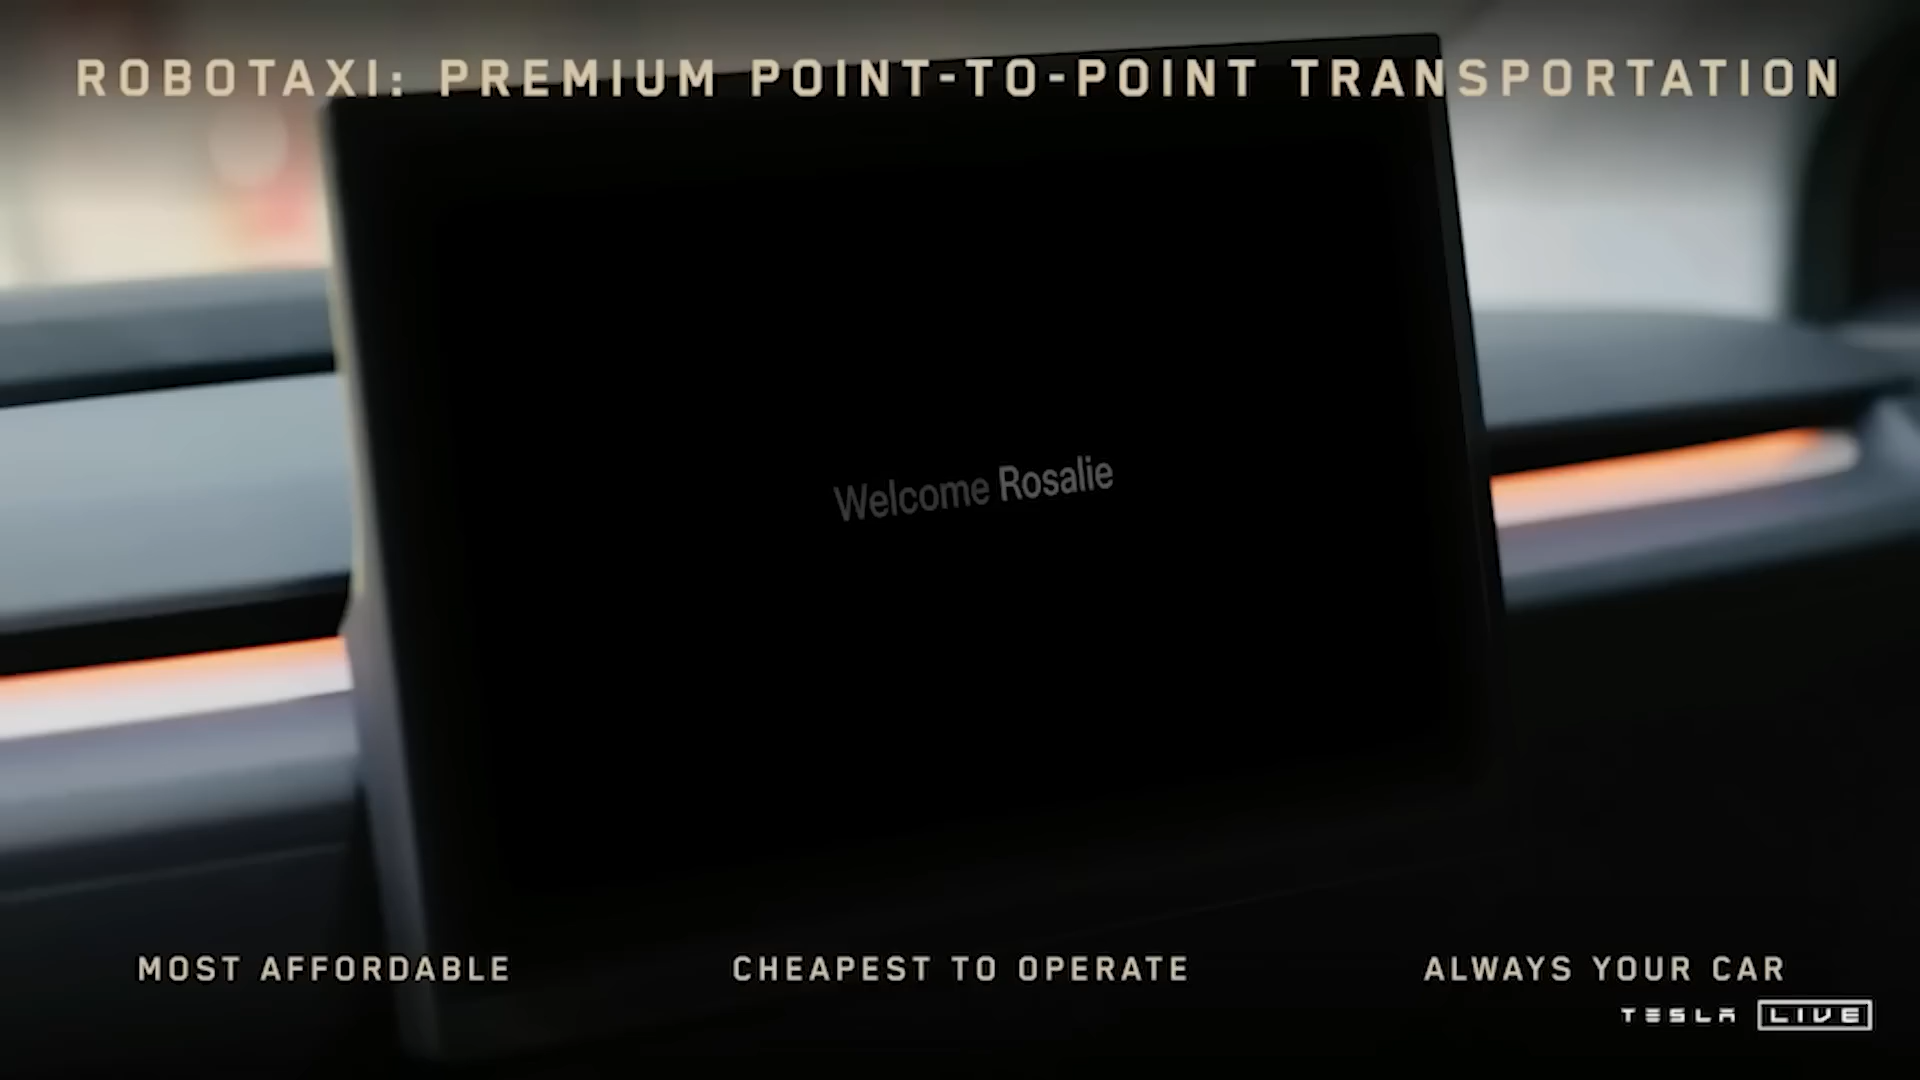 ROBOTAXI: PREMIUM POINT-TO-POINT TRANSPORTATION
Welcome Rosalie
MOST AFFORDABLE
CHEAPEST TO OPERATE
ALWAYS YOUR CAR
TESLA LIVE